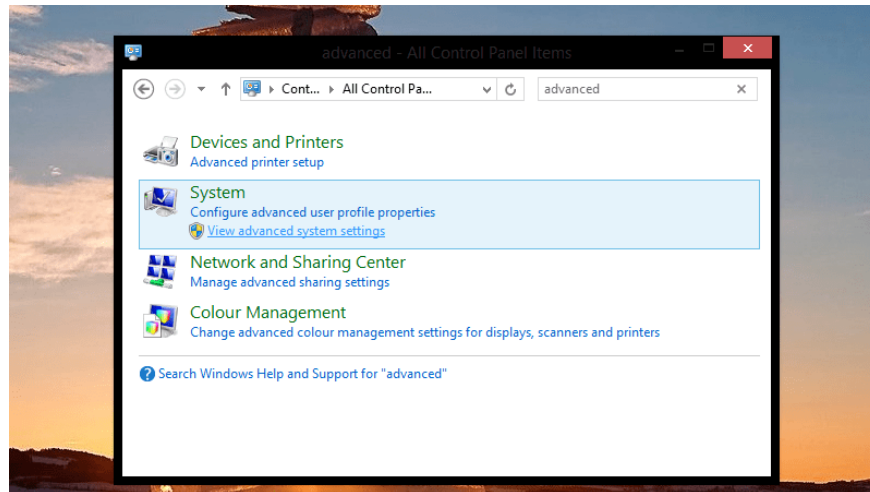 advanced - All Control Panel Items
Cont... All Control Pa...
advanced
Devices and Printers
Advanced printer setup
System
Configure advanced user profile properties
View advanced system settings
Network and Sharing Center
Manage advanced sharing settings
Colour Management
Change advanced colour management settings for displays, scanners and printers
Search Windows Help and Support for "advanced"